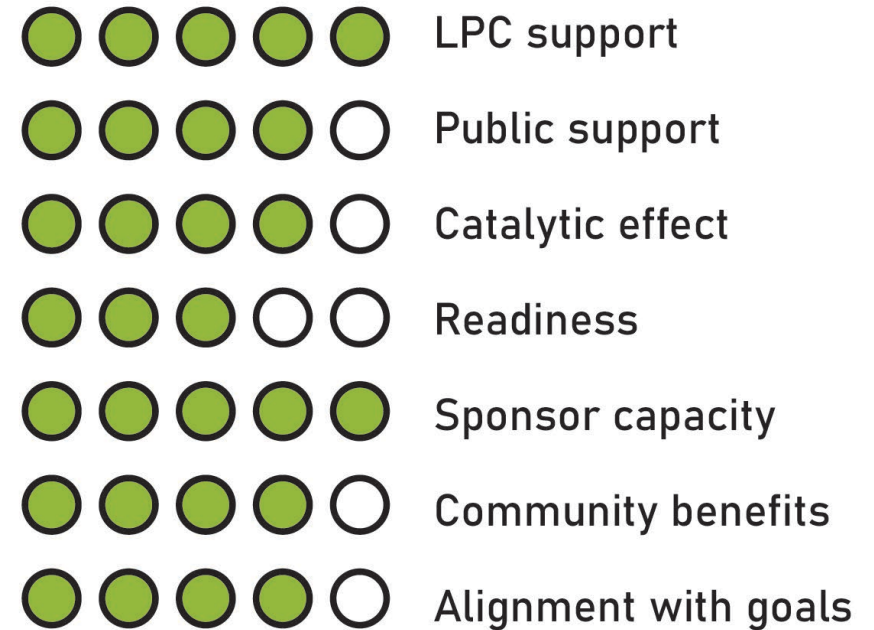 LPC support
Public support
Catalytic effect
Readiness
Sponsor capacity
Community benefits
Alignment with goals